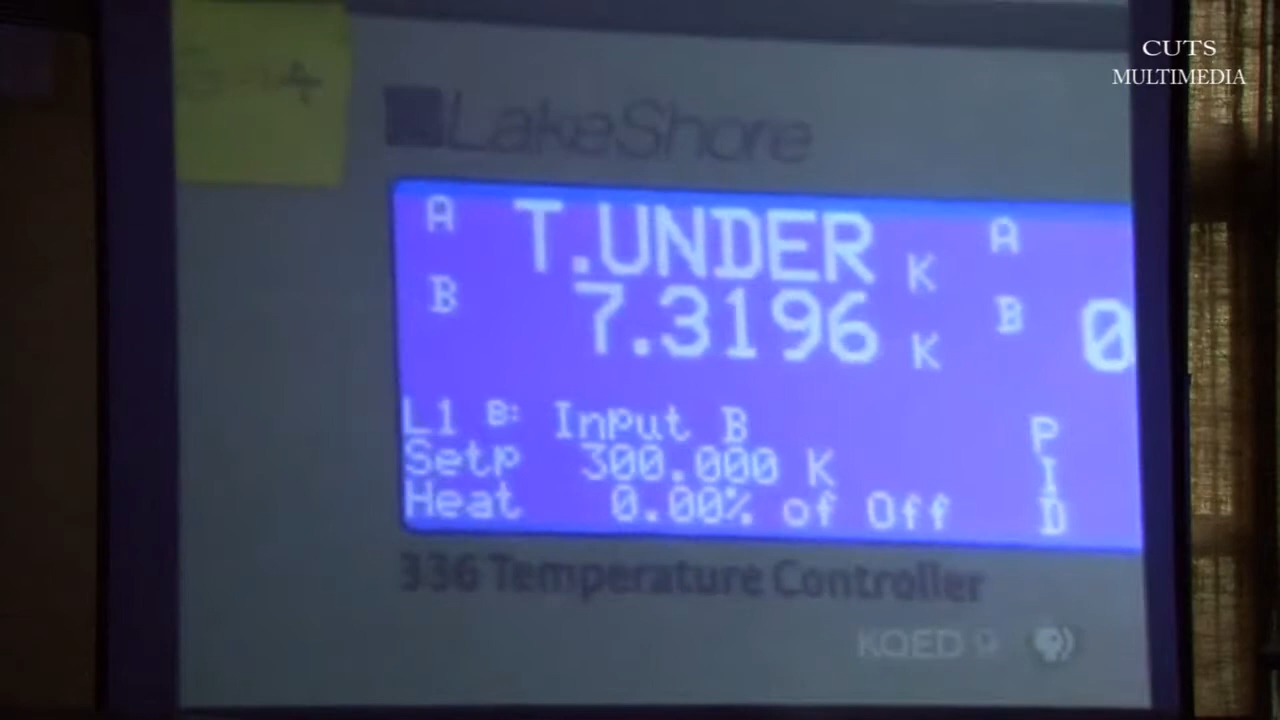 CUTS
MULTIMEDIA
LakeShore
A T.UNDER K A
B 7.3196 K B 0
L1 B: Input B P
Setp 300.000 K I
Heat 0.00% of Off D
336 Temperature Controller
KQED 9